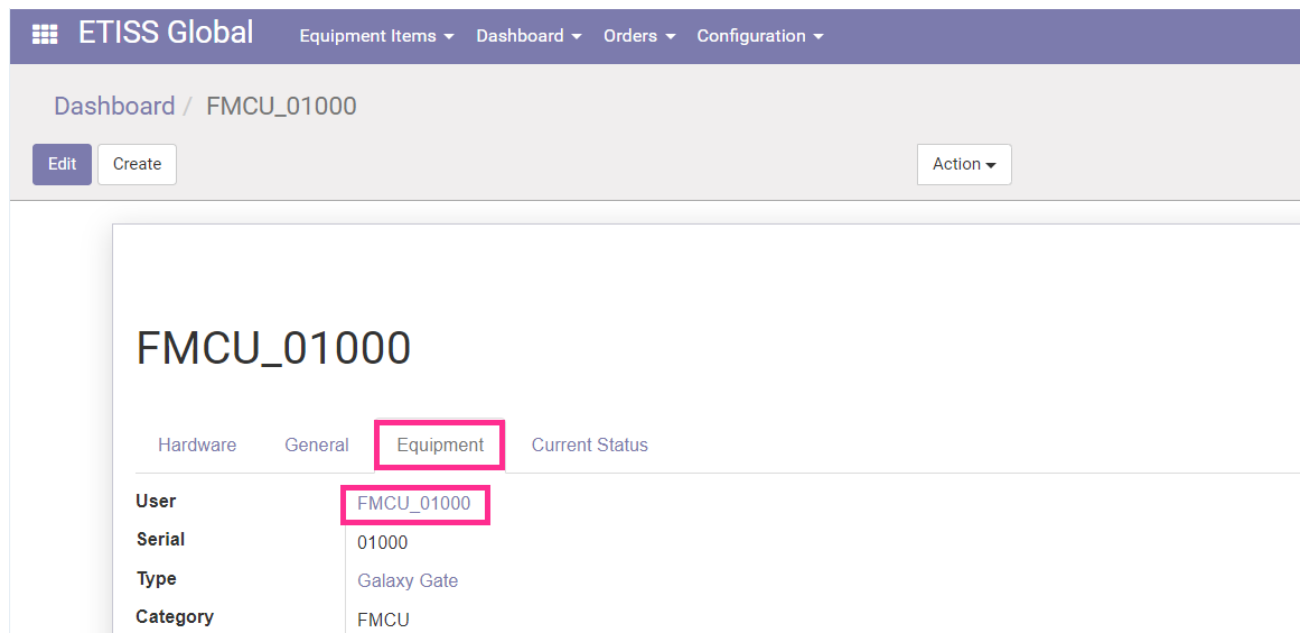 ETISS Global Equipment Items Dashboard Orders Configuration
Dashboard / FMCU_01000
Edit Create Action
FMCU_01000
Hardware General Equipment Current Status
User FMCU_01000
Serial 01000
Type Galaxy Gate
Category FMCU